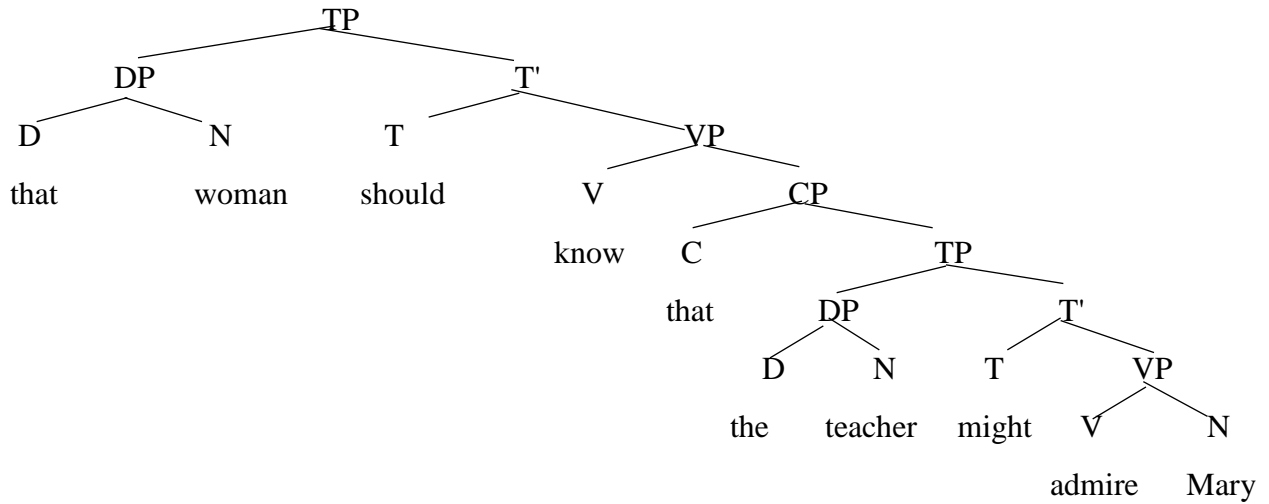 TP
DP T'
D N T VP
that woman should V CP
know C TP
that DP T'
D N T VP
the teacher might V N
admire Mary